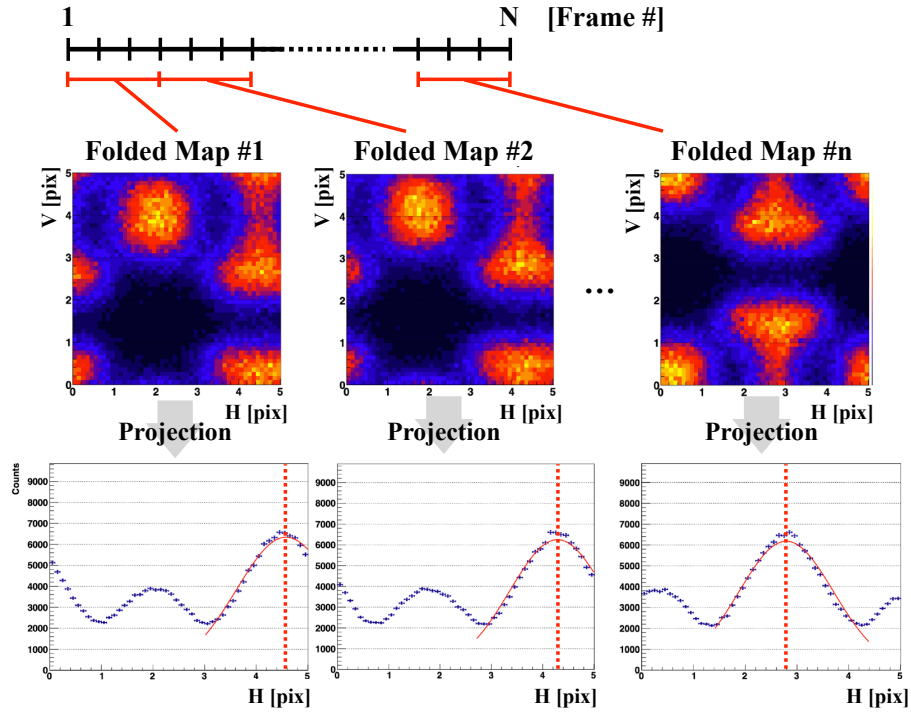 1 N [Frame #]
Folded Map #1 Folded Map #2 Folded Map #n
V [pix] V [pix] V [pix]
5 5 5
4 4 4
3 3 3
2 2 2
1 1 1
0 0 0
0 1 2 3 4 5 0 1 2 3 4 5 0 1 2 3 4 5
...
H [pix] H [pix] H [pix]
Projection Projection Projection
Counts
9000 9000 9000
8000 8000 8000
7000 7000 7000
6000 6000 6000
5000 5000 5000
4000 4000 4000
3000 3000 3000
2000 2000 2000
1000 1000 1000
0 0 0
0 1 2 3 4 5 0 1 2 3 4 5 0 1 2 3 4 5
H [pix] H [pix] H [pix]